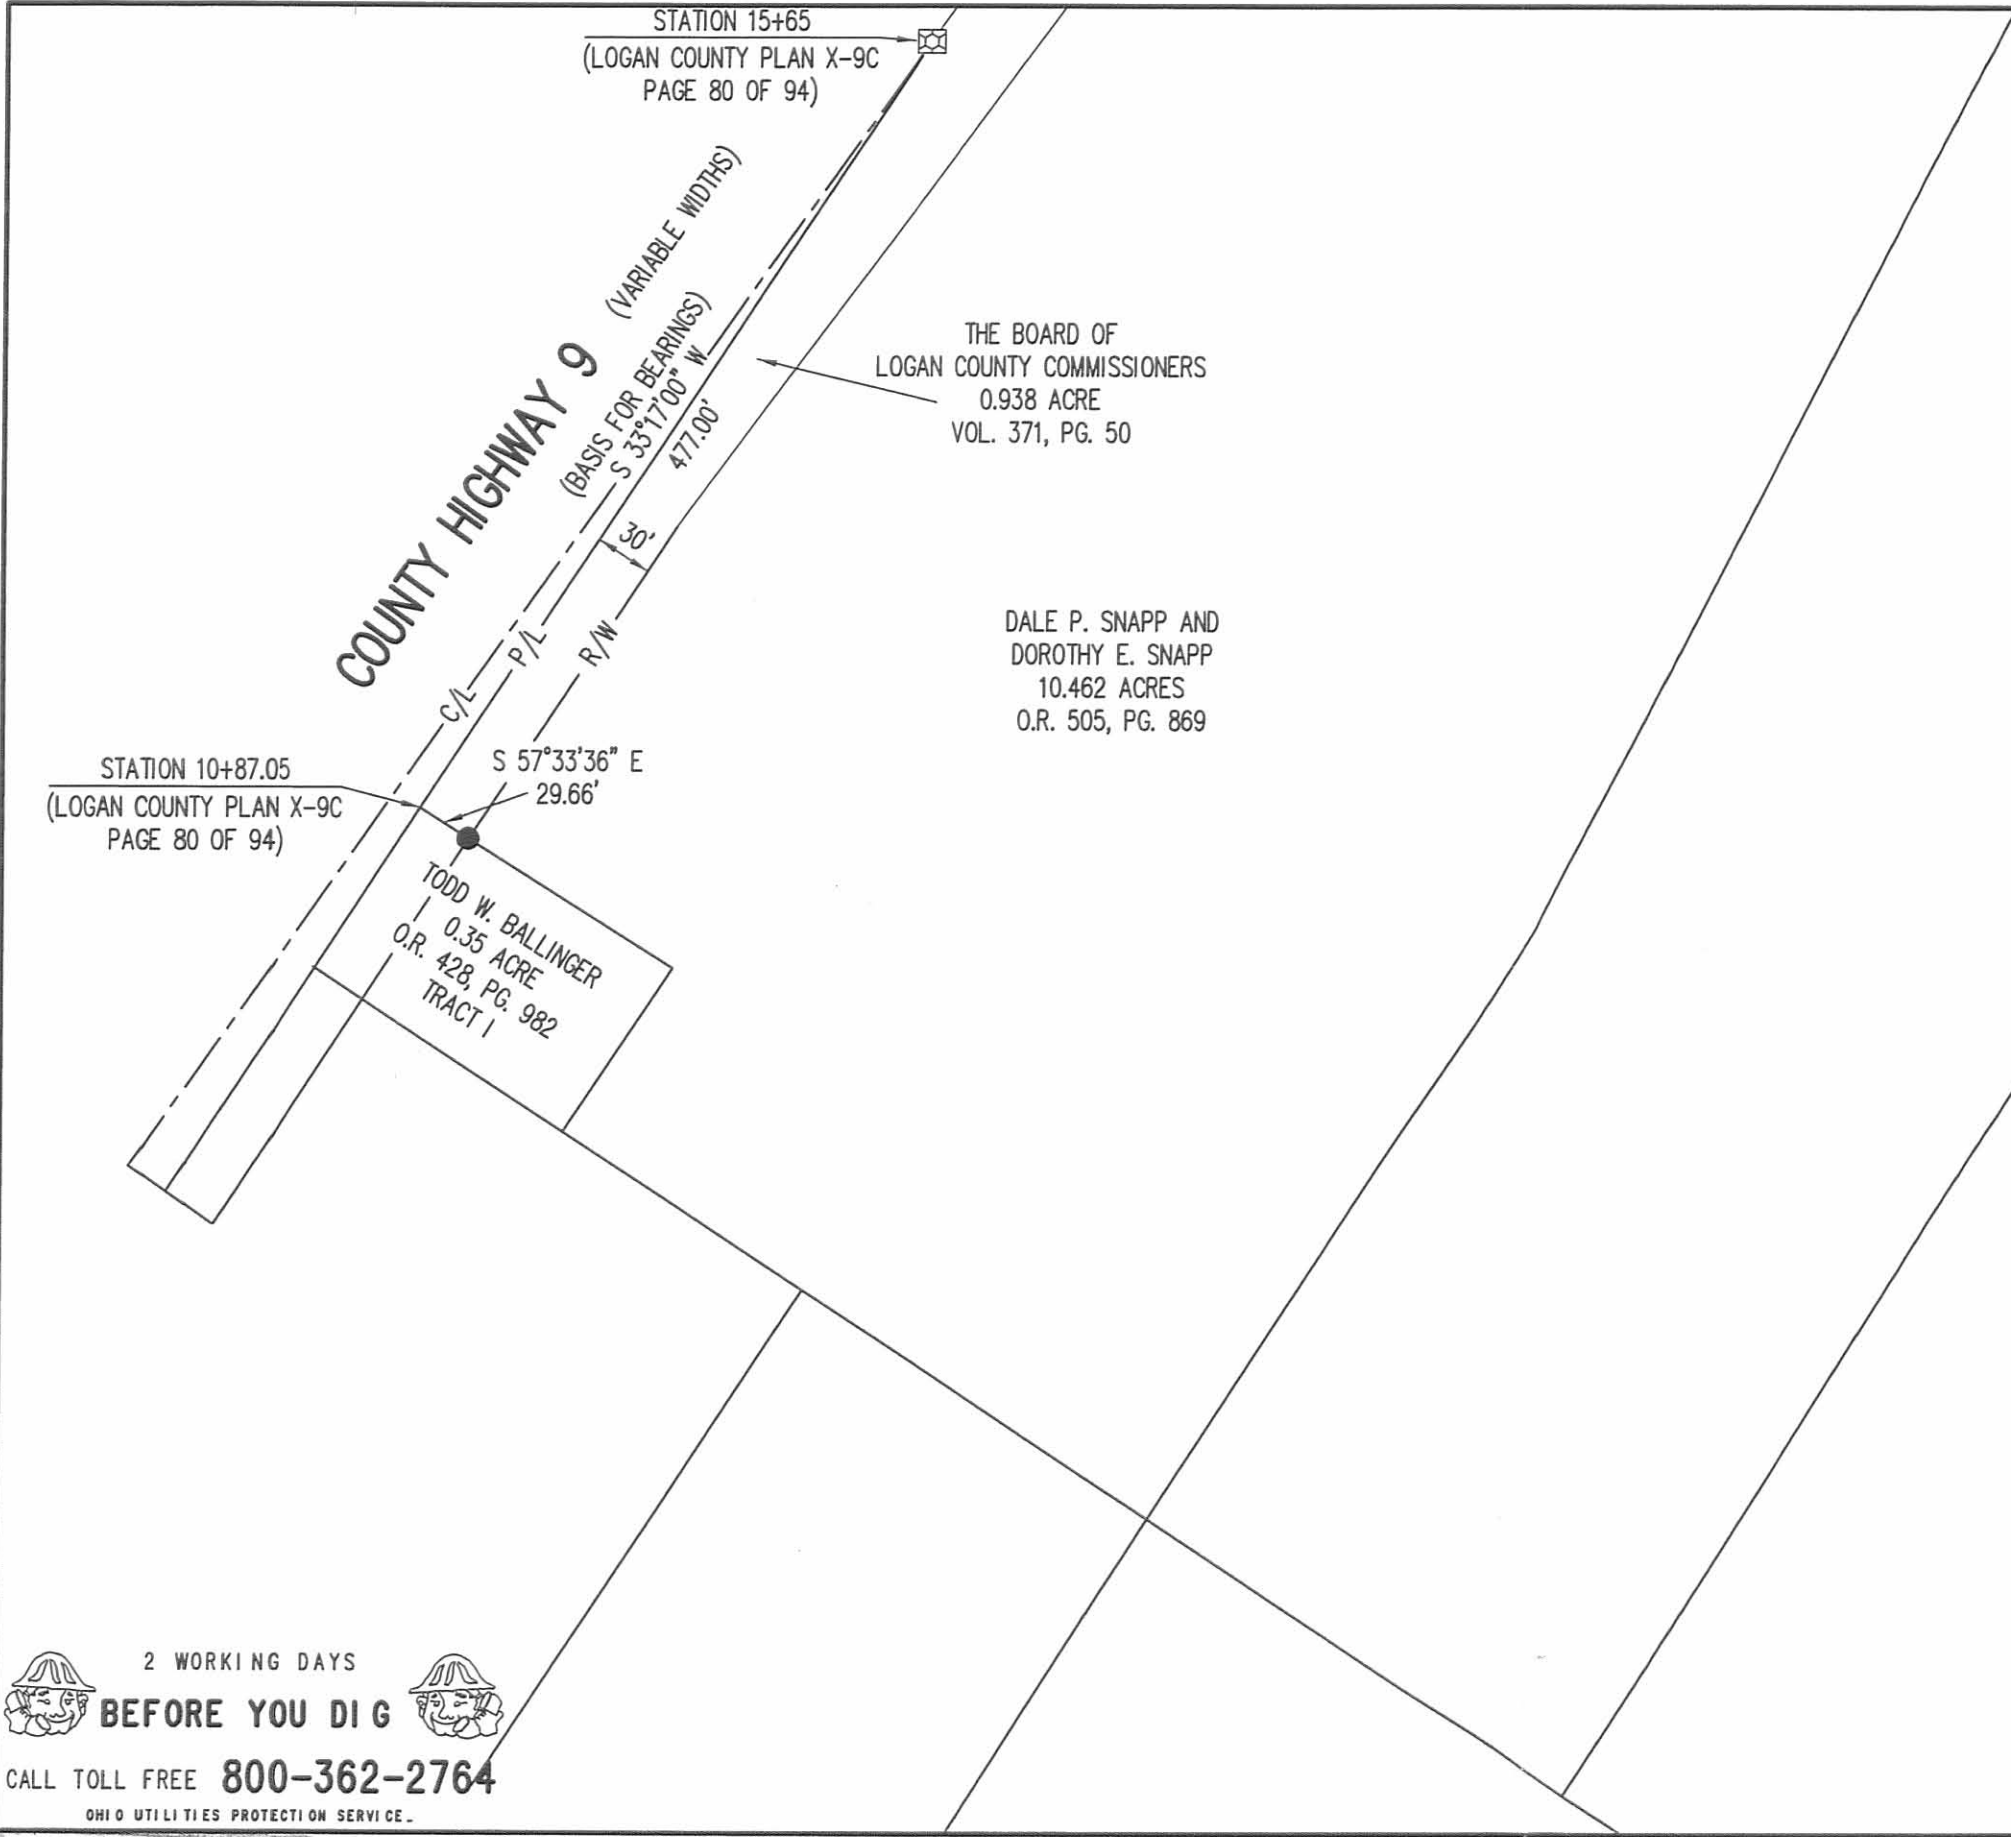 STATION 15+65
(LOGAN COUNTY PLAN X-9C
PAGE 80 OF 94)
(VARIABLE WIDTHS)
COUNTY HIGHWAY 9
(BASIS FOR BEARINGS)
S 33°17'00" W
477.00'
THE BOARD OF
LOGAN COUNTY COMMISSIONERS
0.938 ACRE
VOL. 371, PG. 50
30'
P/L
R/W
C/L
DALE P. SNAPP AND
DOROTHY E. SNAPP
10.462 ACRES
O.R. 505, PG. 869
S 57°33'36" E
29.66'
STATION 10+87.05
(LOGAN COUNTY PLAN X-9C
PAGE 80 OF 94)
TODD W. BALLINGER
0.35 ACRE
O.R. 428, PG. 982
TRACT I
2 WORKING DAYS
BEFORE YOU DIG
CALL TOLL FREE 800-362-2764
OHIO UTILITIES PROTECTION SERVICE.